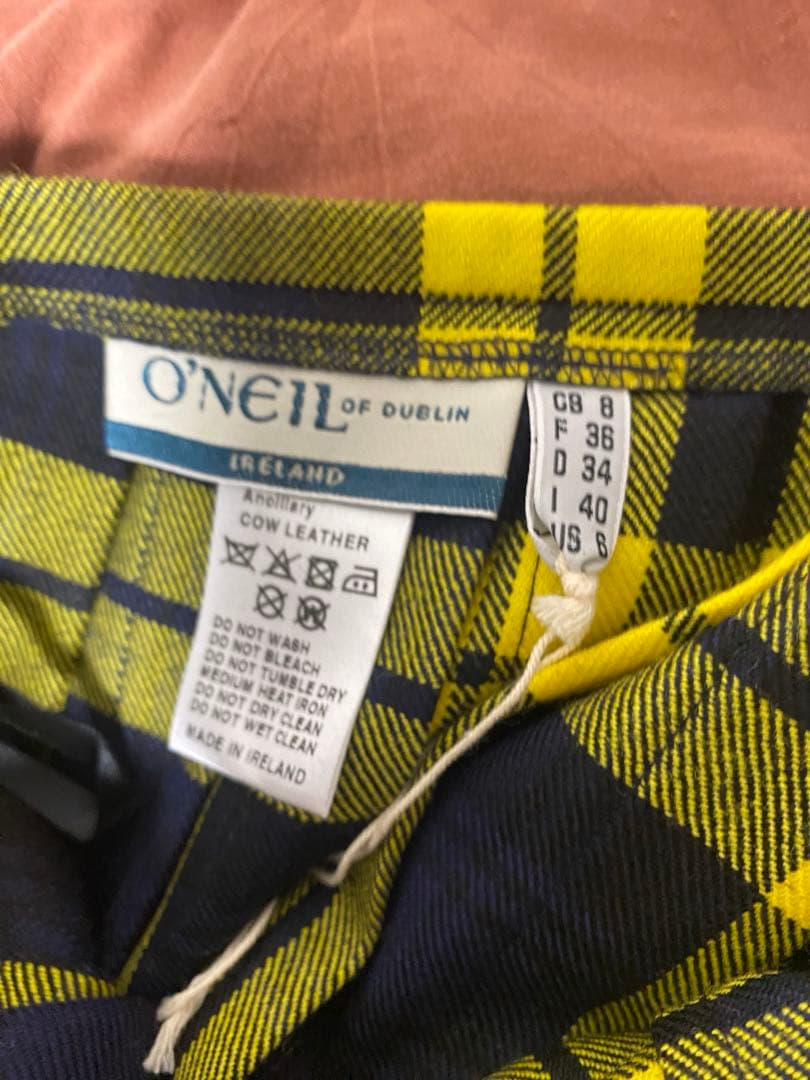 O'NEIL OF DUBLIN
IRELAND
GB 8
F 36
D 34
I 40
US 6
Ancillary
COW LEATHER
DO NOT WASH
DO NOT BLEACH
DO NOT TUMBLE DRY
MEDIUM HEAT IRON
DO NOT DRY CLEAN
DO NOT WET CLEAN
MADE IN IRELAND